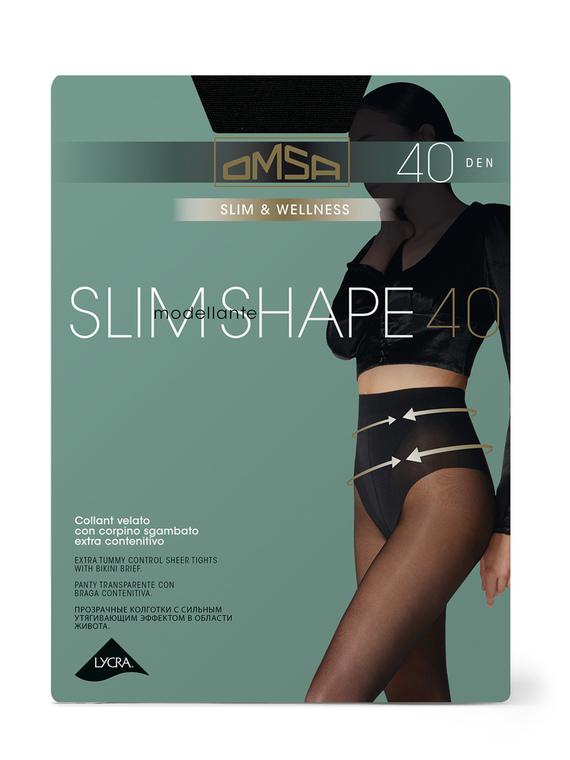 OMSA
40 DEN
SLIM & WELLNESS
SLIM SHAPE 40
modellante
Collant velato
con corpino sgambato
extra contenitivo
EXTRA TUMMY CONTROL SHEER TIGHTS
WITH BIKINI BRIEF.
PANTY TRANSPARENTE CON
BRAGA CONTENITIVA.
ПРОЗРАЧНЫЕ КОЛГОТКИ С СИЛЬНЫМ
УТЯГИВАЮЩИМ ЭФФЕКТОМ В ОБЛАСТИ
ЖИВОТА.
LYCRA®